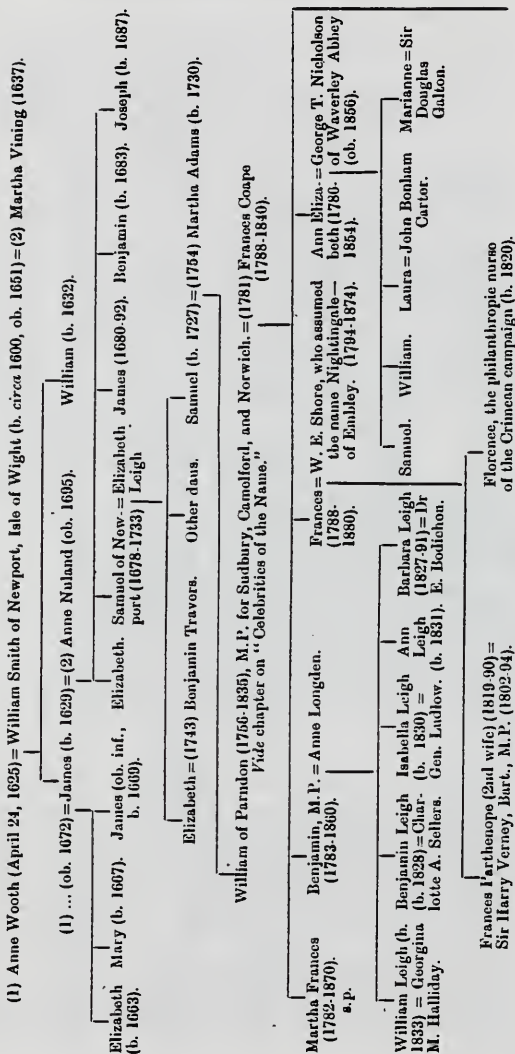 (1) Anne Wooth (April 24, 1625) = William Smith of Newport, Isle of Wight (b. circa 1600, ob. 1651) = (2) Martha Vining (1637).
(1) ... (ob. 1672) = James (b. 1629) = (2) Anne Nuland (ob. 1695).
William (b. 1632).
Elizabeth
(b. 1663).
Mary (b. 1667).
James (ob. inf.,
b. 1669).
Elizabeth.
Samuel of New- = Elizabeth
port (1678-1733) Leigh
James (1680-92).
Benjamin (b. 1683).
Joseph (b. 1687).
Elizabeth = (1743) Benjamin Travers.
Other daus.
Samuel (b. 1727) = (1754) Martha Adams (b. 1730).
William of Parndon (1756-1835), M.P. for Sudbury, Camelford, and Norwich. = (1781) Frances Coape
Vide chapter on "Celebrities of the Name."
(1788-1840).
Martha Frances
(1782-1870).
s.p.
Benjamin, M.P. = Anne Longden.
(1783-1860).
Frances = W. E. Shore, who assumed
(1788- the name Nightingale—
1880). of Embley. (1794-1874).
Ann Eliza- = George T. Nicholson
beth (1780- of Waverley Abbey
1854). (ob. 1856).
William Leigh (b.
1833) = Georgina
M. Halliday.
Benjamin Leigh
(b. 1828) = Char-
lotte A. Sellers.
Isabella Leigh
(b. 1830) =
Gen. Ludlow.
Ann
Leigh
(b. 1831).
Barbara Leigh
(1827-91) = Dr
E. Bodichon.
Samuel.
William.
Laura = John Bonham
Carter.
Marianne = Sir
Douglas
Galton.
Frances Parthenope (2nd wife) (1819-90) =
Sir Harry Verney, Bart., M.P. (1802-94).
Florence, the philanthropic nurse
of the Crimean campaign (b. 1820).